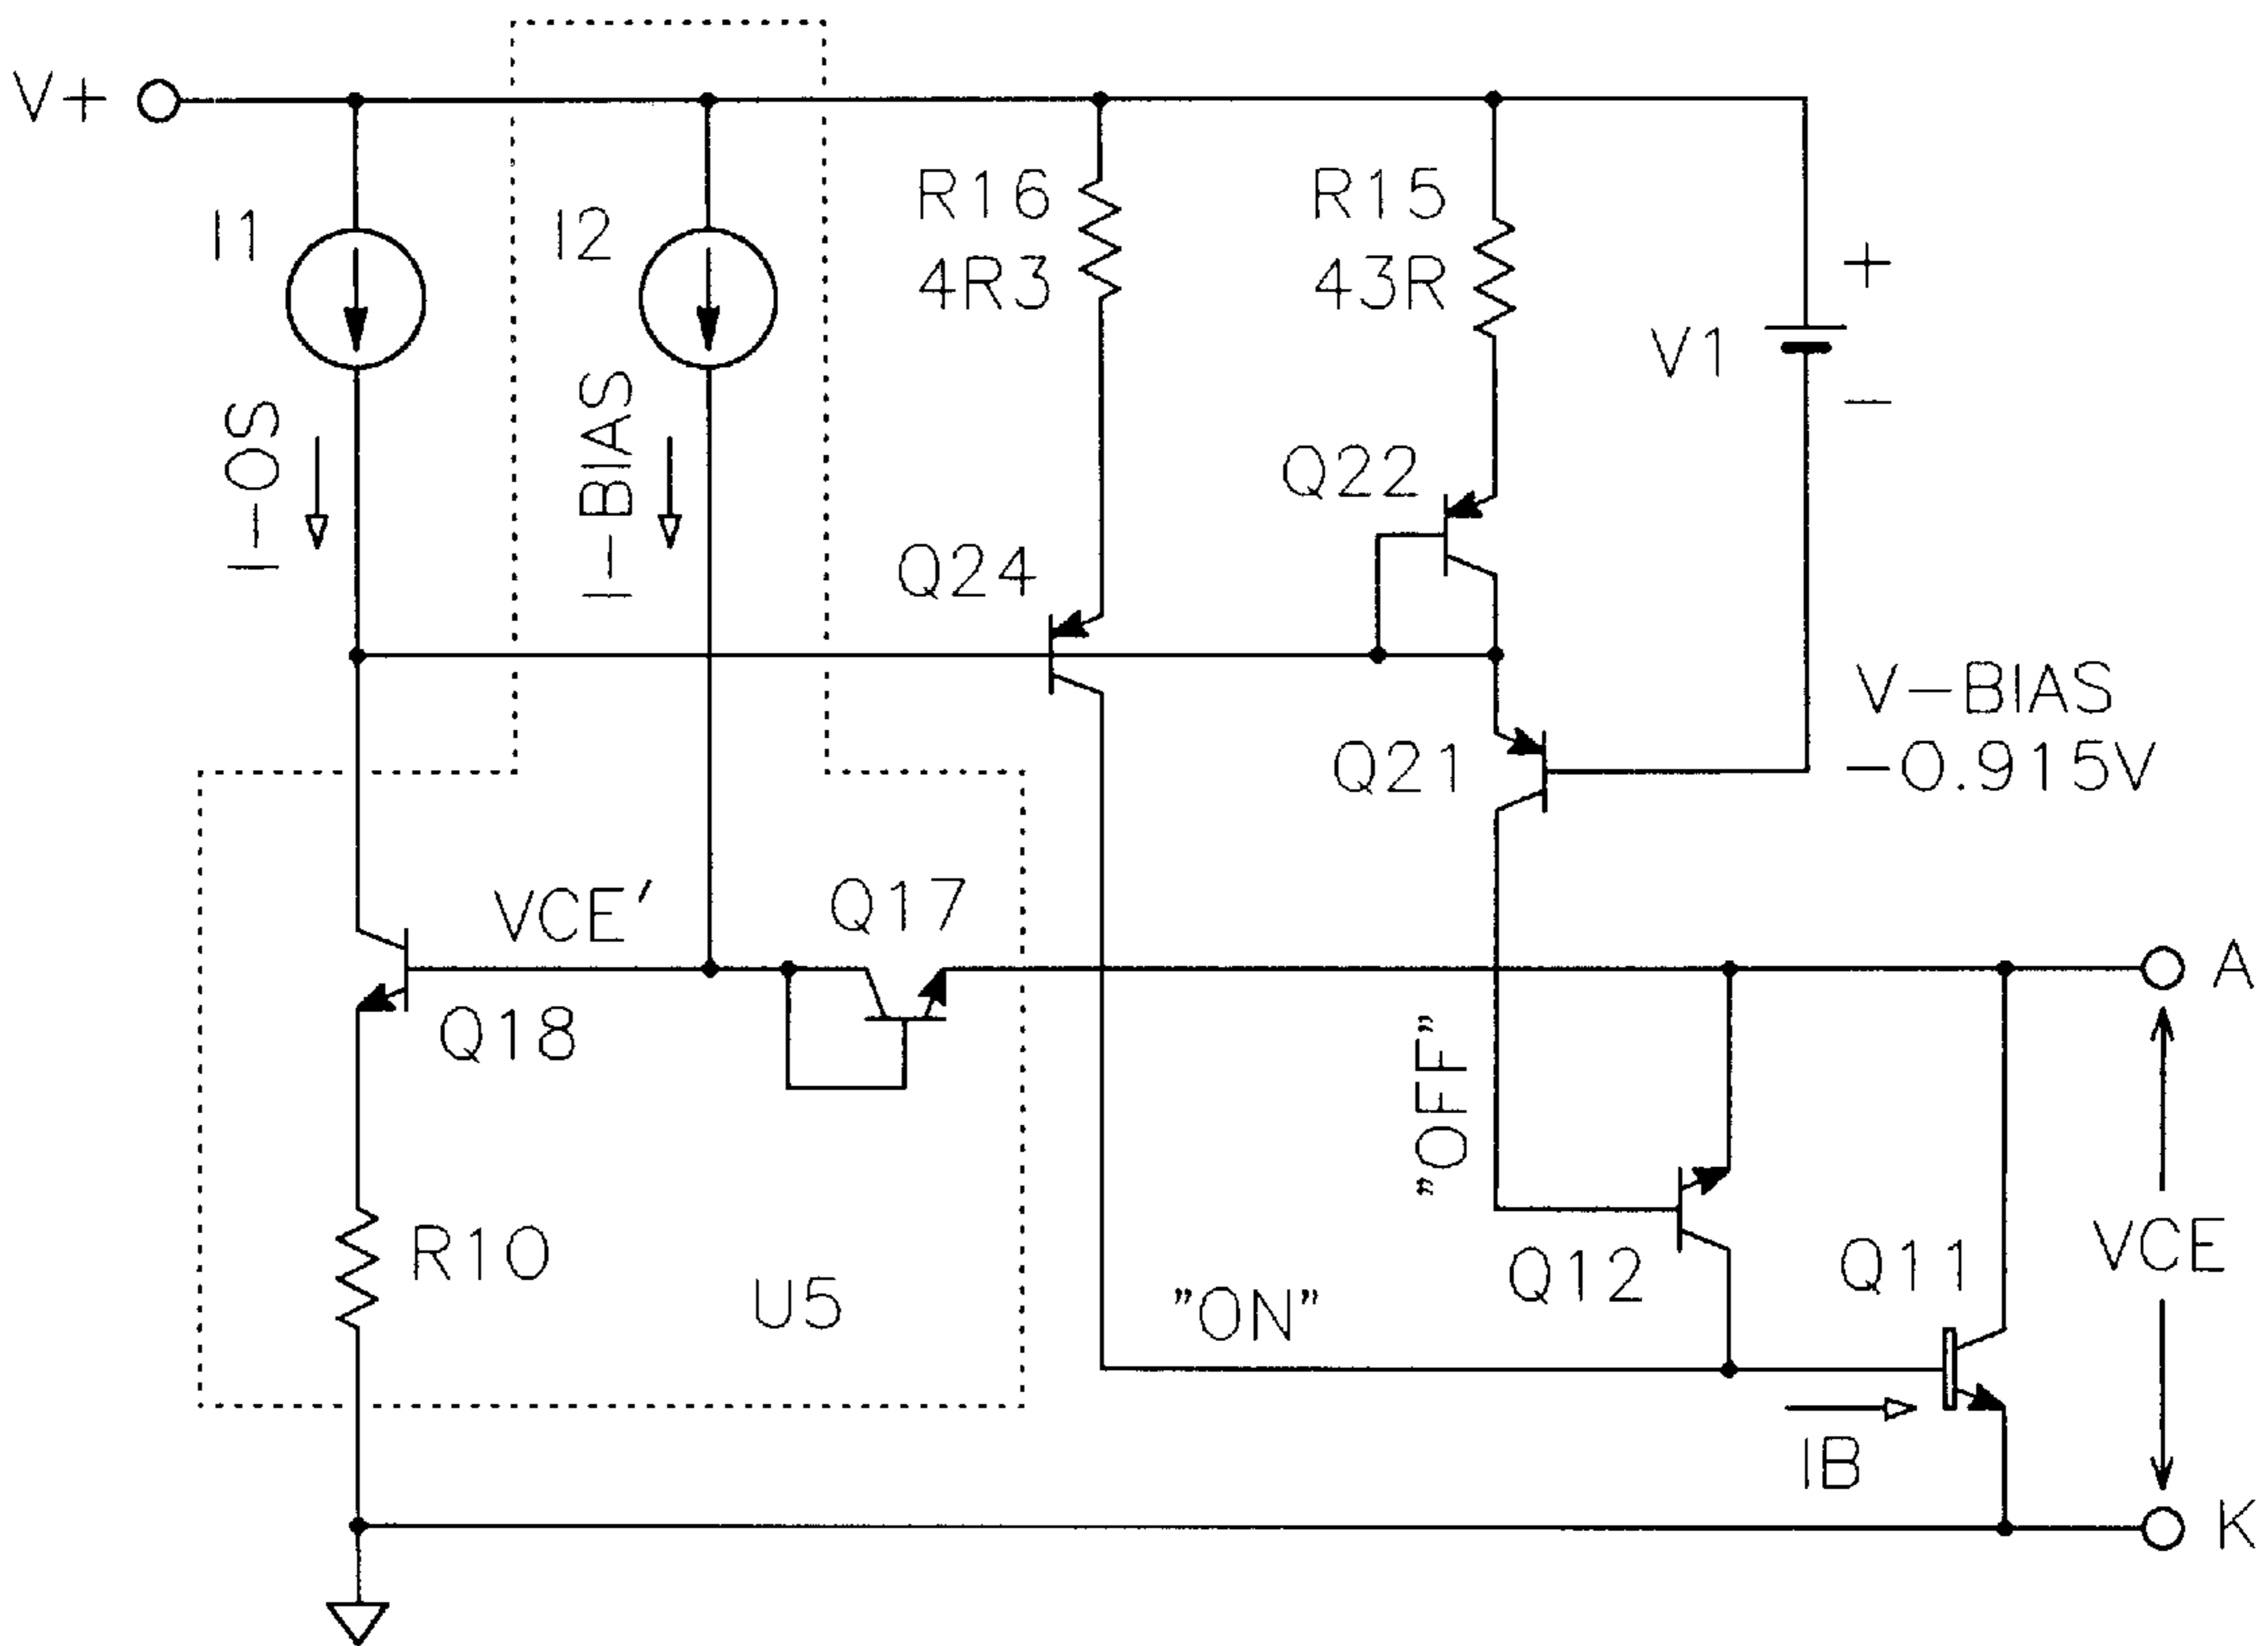 V+
I1
I2
R16
4R3
R15
43R
+
V1
−
I-OS
I-BIAS
Q22
Q24
V-BIAS
-0.915V
Q21
VCE'
Q17
A
Q18
"OFF"
R10
U5
"ON"
Q12
Q11
VCE
IB
K